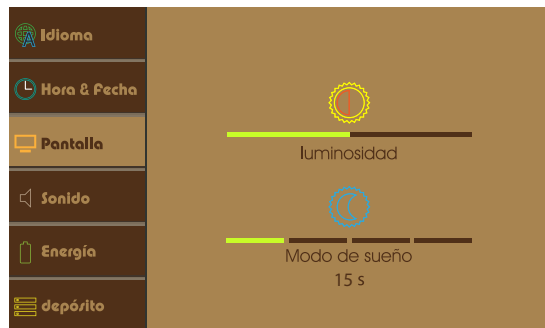 Idioma
Hora & Fecha
Pantalla
Sonido
Energía
depósito
luminosidad
Modo de sueño
15 s